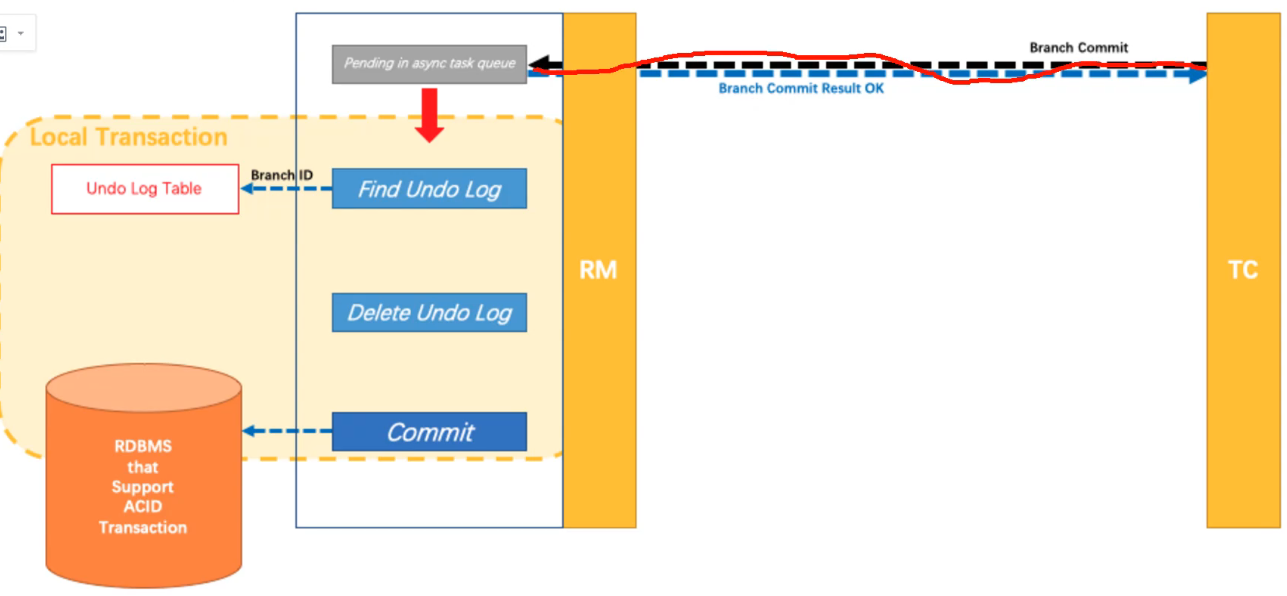 Branch Commit
Pending in async task queue
Branch Commit Result OK
Local Transaction
Branch ID
Undo Log Table
Find Undo Log
RM
TC
Delete Undo Log
Commit
RDBMS
that
Support
ACID
Transaction